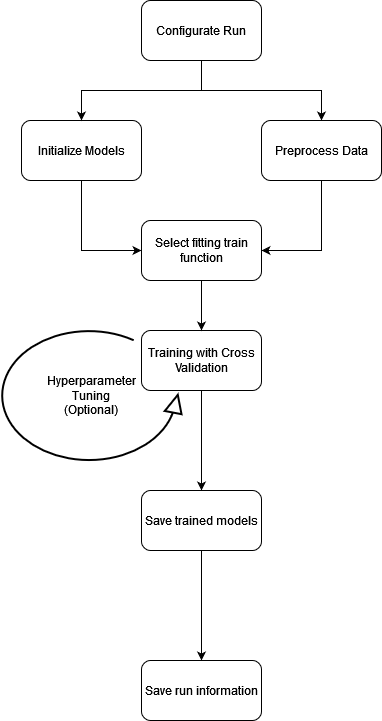 Configurate Run
Initialize Models
Preprocess Data
Select fitting train
function
Training with Cross
Validation
Hyperparameter
Tuning
(Optional)
Save trained models
Save run information